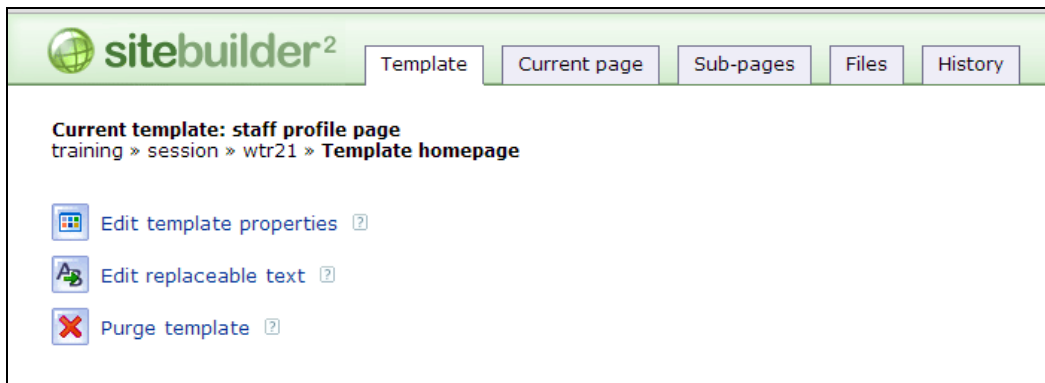 sitebuilder²
Template Current page Sub-pages Files History
Current template: staff profile page
training » session » wtr21 » Template homepage
Edit template properties ?
Edit replaceable text ?
Purge template ?